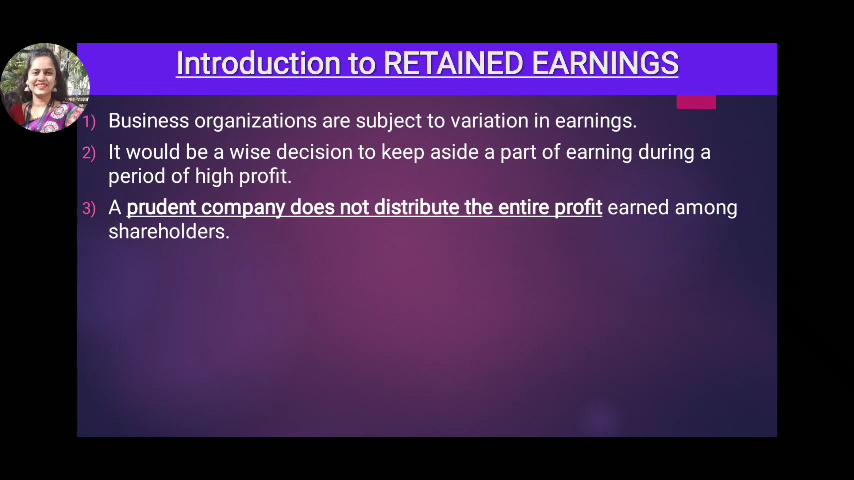 Introduction to RETAINED EARNINGS
1) Business organizations are subject to variation in earnings.
2) It would be a wise decision to keep aside a part of earning during a
period of high profit.
3) A prudent company does not distribute the entire profit earned among
shareholders.